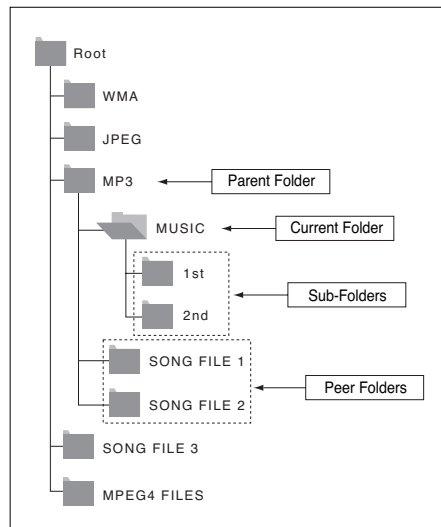 Root
WMA
JPEG
MP3
Parent Folder
MUSIC
Current Folder
1st
Sub-Folders
2nd
SONG FILE 1
Peer Folders
SONG FILE 2
SONG FILE 3
MPEG4 FILES